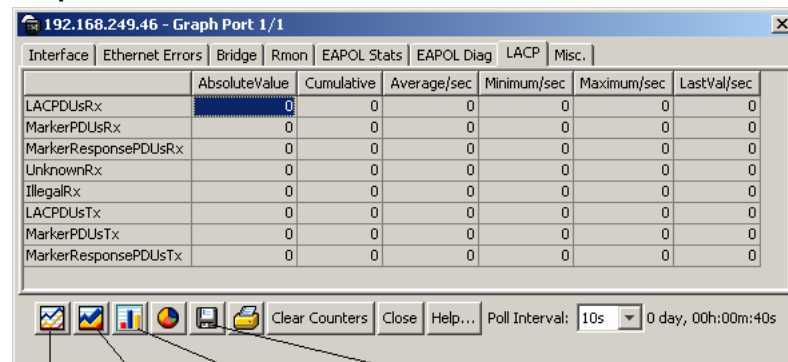 192.168.249.46 - Graph Port 1/1
Interface Ethernet Errors Bridge Rmon EAPOL Stats EAPOL Diag LACP Misc.
AbsoluteValue Cumulative Average/sec Minimum/sec Maximum/sec LastVal/sec
LACPDUsRx 0 0 0 0 0 0
MarkerPDUsRx 0 0 0 0 0 0
MarkerResponsePDUsRx 0 0 0 0 0 0
UnknownRx 0 0 0 0 0 0
IllegalRx 0 0 0 0 0 0
LACPDUsTx 0 0 0 0 0 0
MarkerPDUsTx 0 0 0 0 0 0
MarkerResponsePDUsTx 0 0 0 0 0 0
Clear Counters Close Help... Poll Interval: 10s 0 day, 00h:00m:40s